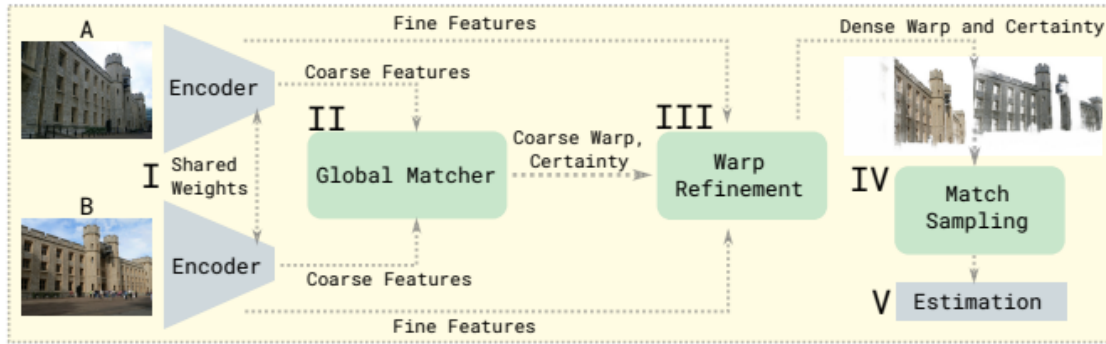 A
Encoder
Fine Features
Coarse Features
I
Shared
Weights
B
Encoder
Coarse Features
Fine Features
II
Global Matcher
Coarse Warp,
Certainty
III
Warp
Refinement
Dense Warp and Certainty
IV
Match
Sampling
V
Estimation